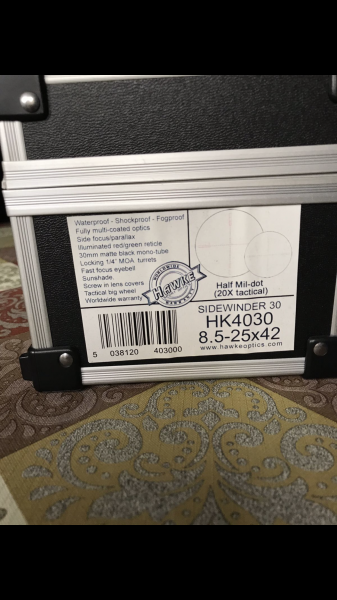 Waterproof - Shockproof - Fogproof
Fully multi-coated optics
Side focus/parallax
Illuminated red/green reticle
30mm matte black mono-tube
Locking 1/4" MOA turrets
Fast focus eyebell
Sunshade
Screw in lens covers
Tactical big wheel
Worldwide warranty
WORLDWIDE
HAWKE
WARRANTY
Half Mil-dot
(20X tactical)
SIDEWINDER 30
HK4030
8.5-25x42
www.hawkeoptics.com
5 038120 403000